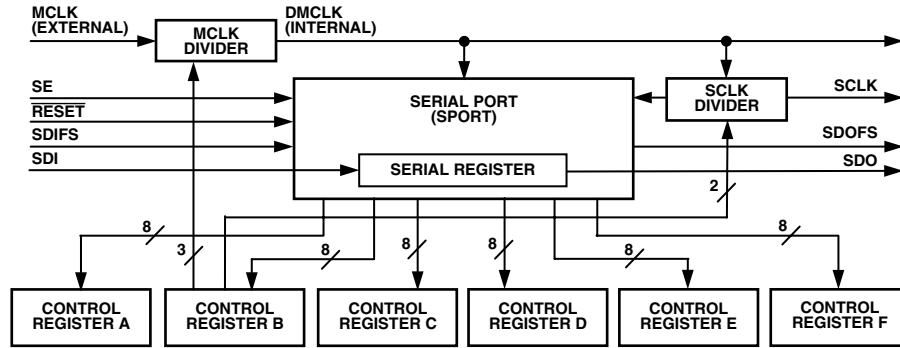 MCLK
(EXTERNAL)
MCLK
DIVIDER
DMCLK
(INTERNAL)
SE
RESET
SDIFS
SDI
SERIAL PORT
(SPORT)
SERIAL REGISTER
SCLK
DIVIDER
SCLK
SDOFS
SDO
2
8
3
8
8
8
8
8
CONTROL
REGISTER A
CONTROL
REGISTER B
CONTROL
REGISTER C
CONTROL
REGISTER D
CONTROL
REGISTER E
CONTROL
REGISTER F